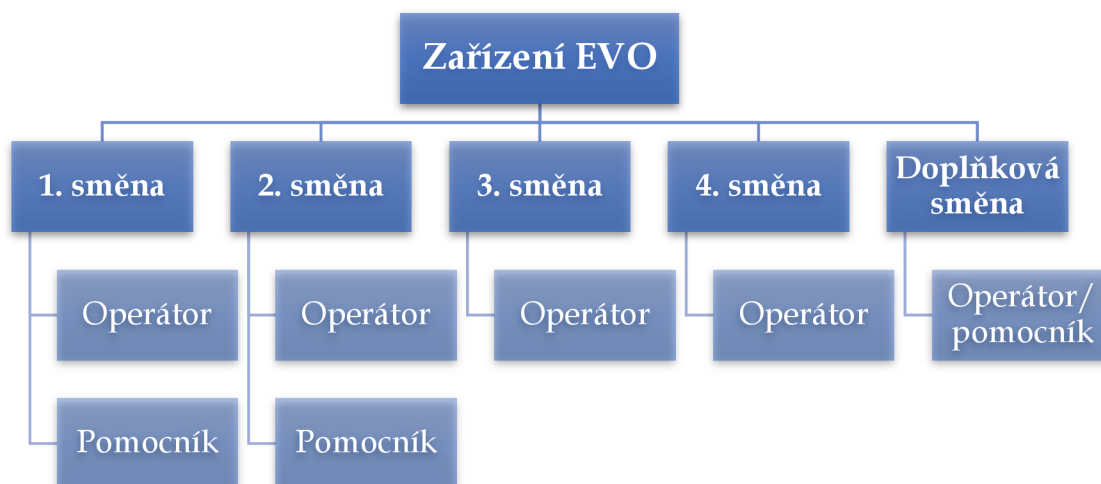 Zařízení EVO
1. směna
2. směna
3. směna
4. směna
Doplňková
směna
Operátor
Operátor
Operátor
Operátor
Operátor/
pomocník
Pomocník
Pomocník